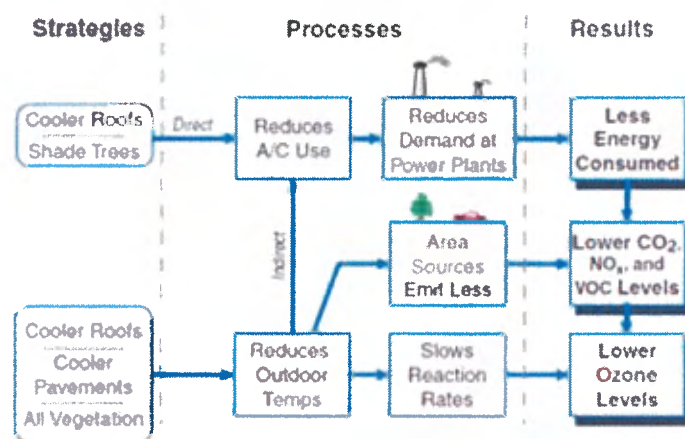 Strategies
Processes
Results
Cooler Roofs
Shade Trees
Direct
Reduces
A/C Use
Reduces
Demand at
Power Plants
Less
Energy
Consumed
Indirect
Area
Sources
Emit Less
Lower CO₂,
NOₓ, and
VOC Levels
Cooler Roofs
Cooler
Pavements
All Vegetation
Reduces
Outdoor
Temps
Slows
Reaction
Rates
Lower
Ozone
Levels